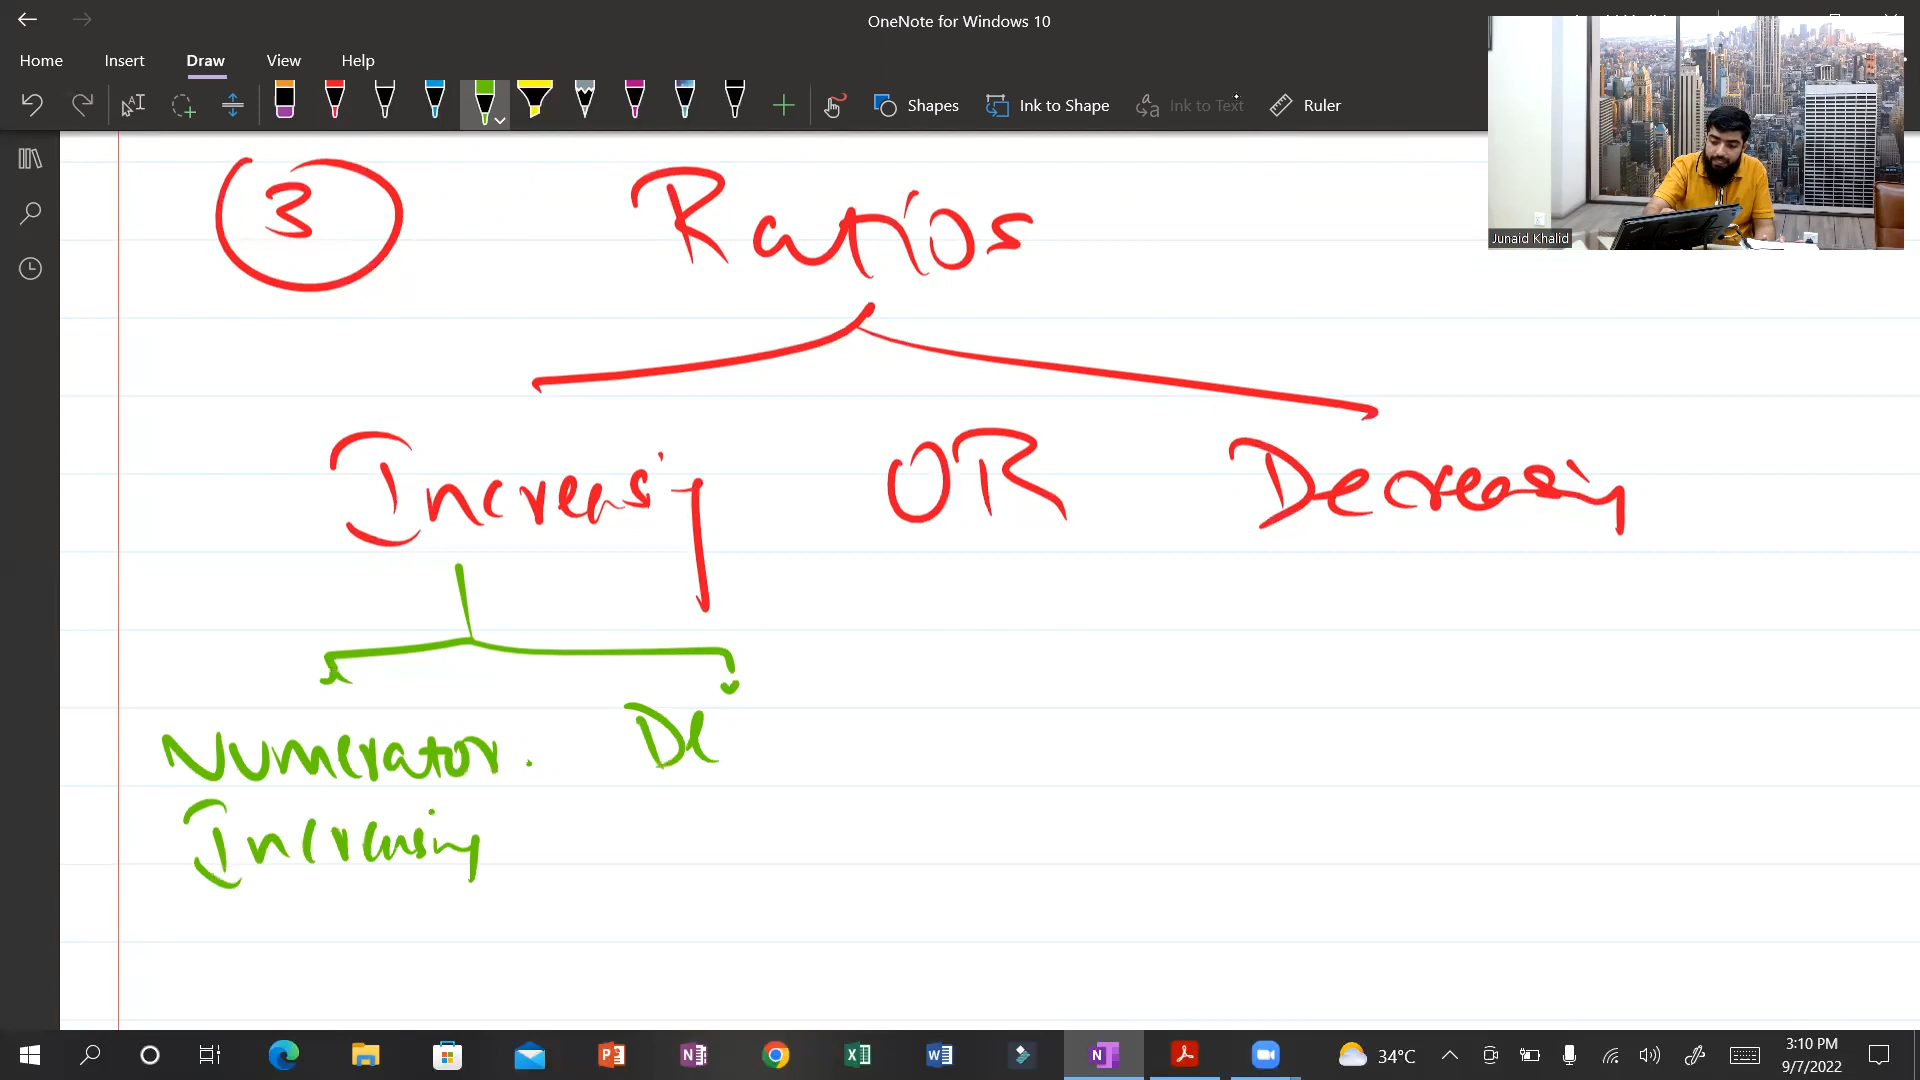 OneNote for Windows 10
Home Insert Draw View Help
Shapes Ink to Shape Ink to Text Ruler
Junaid Khalid
3 Ratios
Increasing OR Decreasing
Numerator. De
Increasing
34°C
3:10 PM
9/7/2022